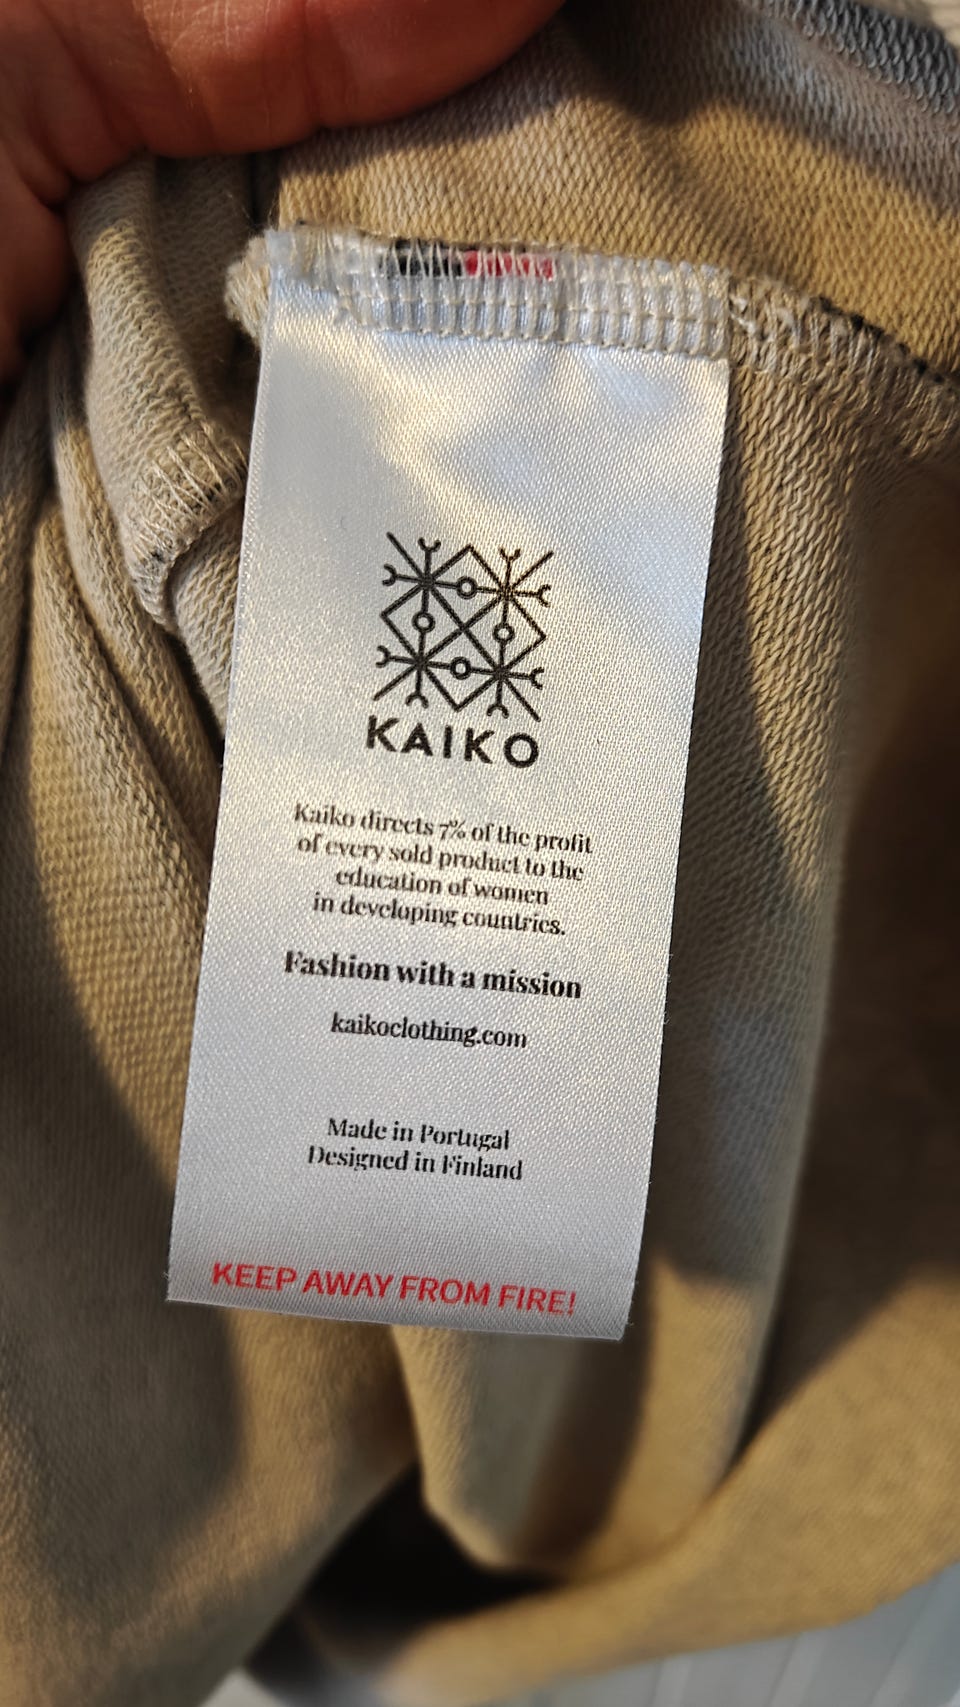 KAIKO
Kaiko directs 7% of the profit
of every sold product to the
education of women
in developing countries.
Fashion with a mission
kaikoclothing.com
Made in Portugal
Designed in Finland
KEEP AWAY FROM FIRE!